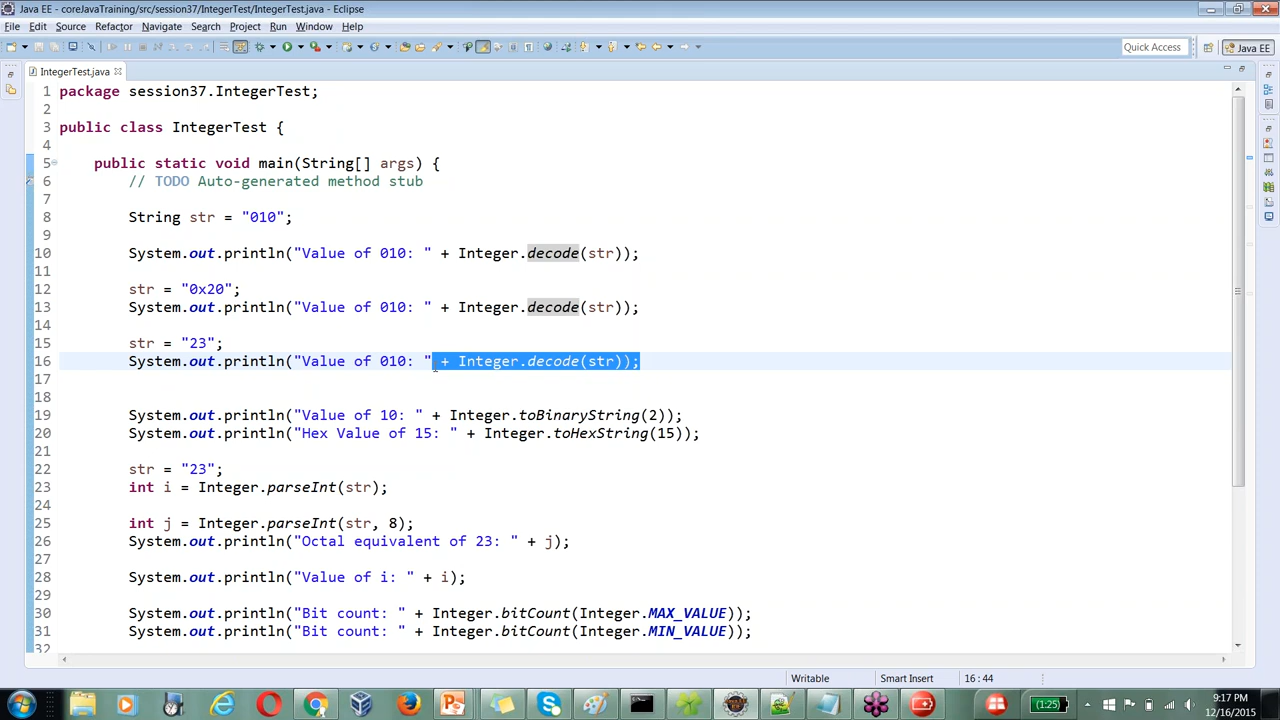 Java EE - coreJavaTraining/src/session37/IntegerTest/IntegerTest.java - Eclipse
File Edit Source Refactor Navigate Search Project Run Window Help
Quick Access
Java EE
IntegerTest.java
1 package session37.IntegerTest;
2
3 public class IntegerTest {
4
5 public static void main(String[] args) {
6 // TODO Auto-generated method stub
7
8 String str = "010";
9
10 System.out.println("Value of 010: " + Integer.decode(str));
11
12 str = "0x20";
13 System.out.println("Value of 010: " + Integer.decode(str));
14
15 str = "23";
16 System.out.println("Value of 010: " + Integer.decode(str));
17
18
19 System.out.println("Value of 10: " + Integer.toBinaryString(2));
20 System.out.println("Hex Value of 15: " + Integer.toHexString(15));
21
22 str = "23";
23 int i = Integer.parseInt(str);
24
25 int j = Integer.parseInt(str, 8);
26 System.out.println("Octal equivalent of 23: " + j);
27
28 System.out.println("Value of i: " + i);
29
30 System.out.println("Bit count: " + Integer.bitCount(Integer.MAX_VALUE));
31 System.out.println("Bit count: " + Integer.bitCount(Integer.MIN_VALUE));
32
Writable Smart Insert 16 : 44
(1:25)
9:17 PM
12/16/2015